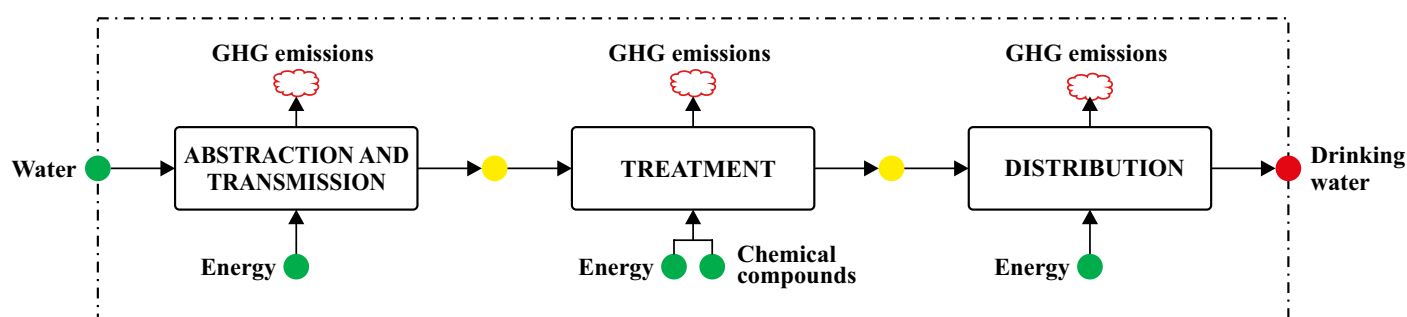 GHG emissions
GHG emissions
GHG emissions
Water
ABSTRACTION AND
TRANSMISSION
TREATMENT
DISTRIBUTION
Drinking
water
Energy
Energy
Chemical
compounds
Energy